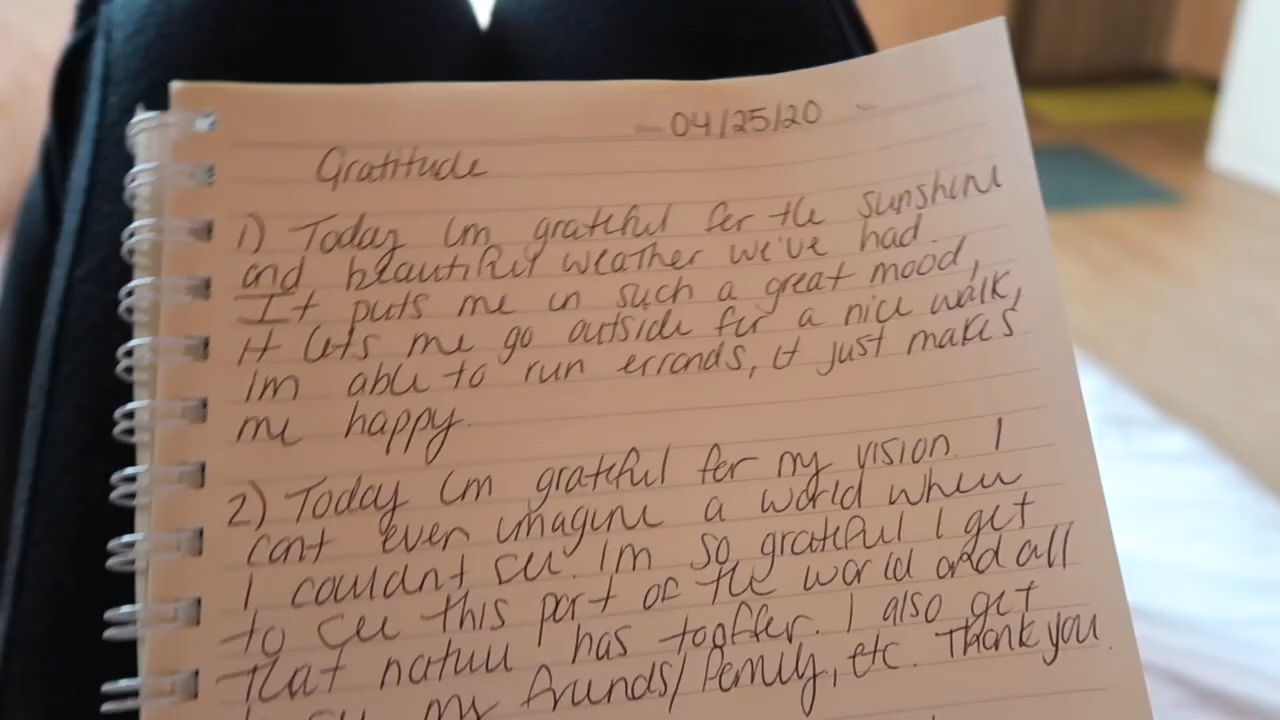 04/25/20
Gratitude
1) Today Im grateful for the sunshine
and beautiful weather we've had.
It puts me in such a great mood,
it lets me go outside for a nice walk,
Im able to run errands, it just makes
me happy.
2) Today Im grateful for my vision. I
cant even imagine a world where
I couldnt see. Im so grateful I get
to see this part of the world and all
that nature has to offer. I also get
to see my friends/family, etc. Thank you.